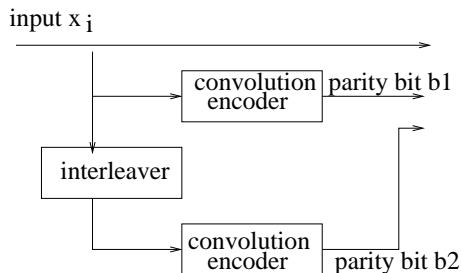 input x i
convolution
encoder
parity bit b1
interleaver
convolution
encoder
parity bit b2